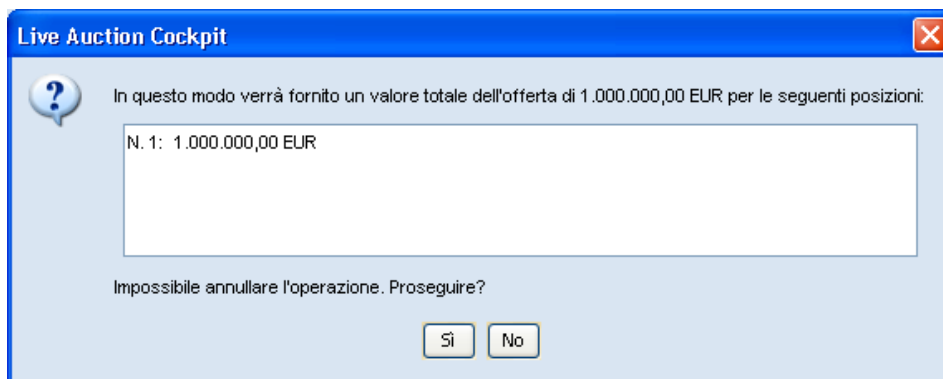 Live Auction Cockpit
In questo modo verrà fornito un valore totale dell'offerta di 1.000.000,00 EUR per le seguenti posizioni:
N. 1: 1.000.000,00 EUR
Impossibile annullare l'operazione. Proseguire?
Sì No